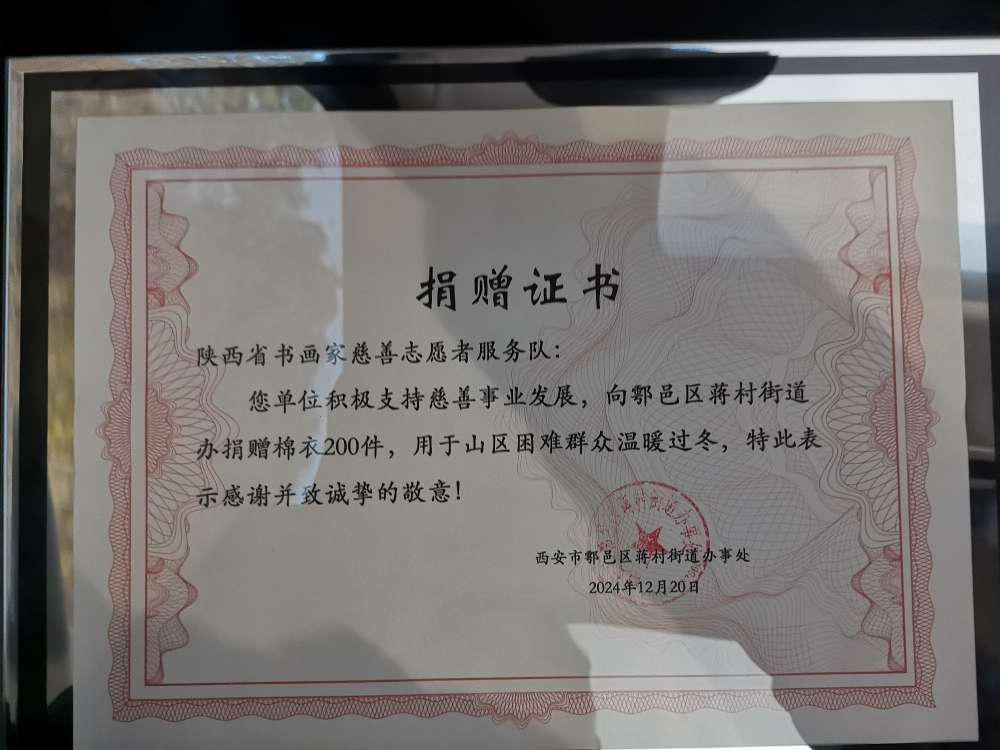 捐赠证书
陕西省书画家慈善志愿者服务队：
您单位积极支持慈善事业发展，向鄠邑区蒋村街道
办捐赠棉衣200件，用于山区困难群众温暖过冬，特此表
示感谢并致诚挚的敬意！
西安市鄠邑区蒋村街道办事处
2024年12月20日